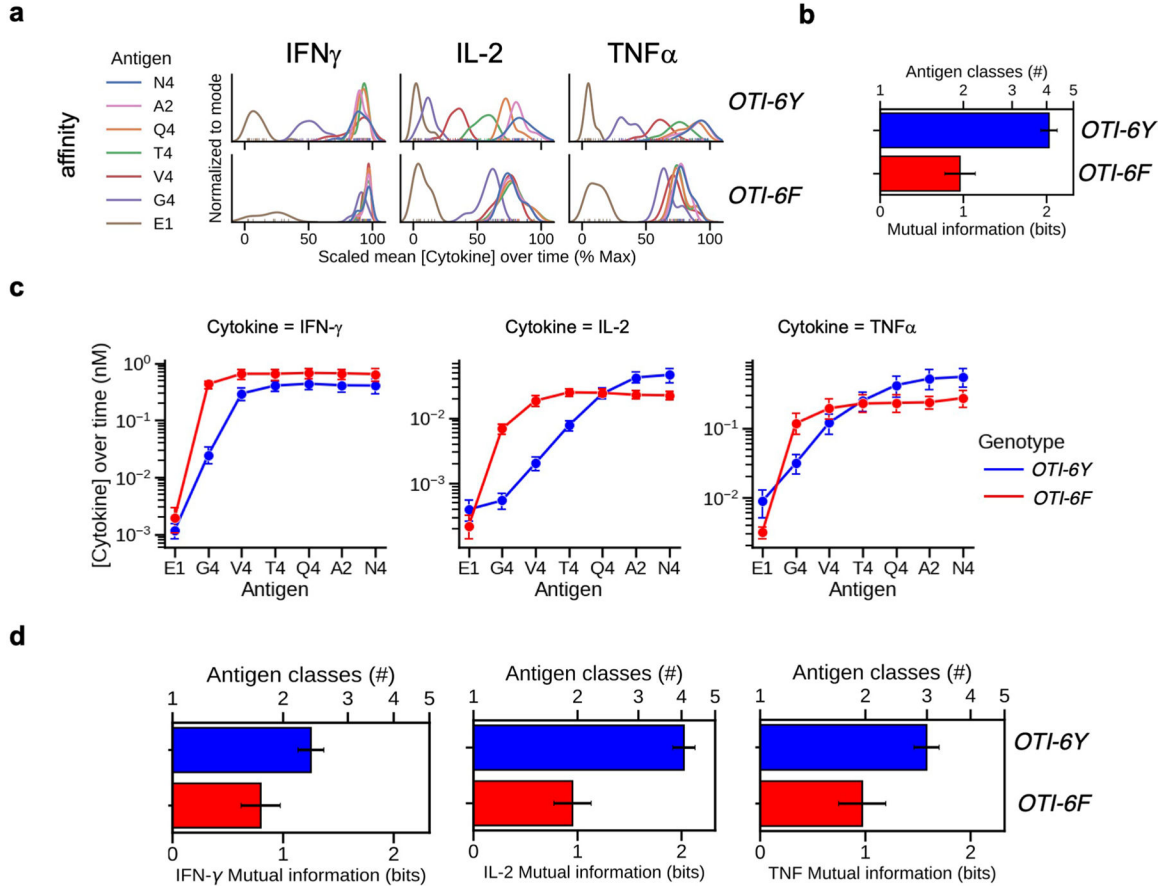 a
Antigen
N4
A2
Q4
T4
V4
G4
E1
affinity
IFNγ
IL-2
TNFα
Normalized to mode
OTI-6Y
OTI-6F
0 50 100
0 50 100
0 50 100
Scaled mean [Cytokine] over time (% Max)
b
Antigen classes (#)
1 2 3 4 5
OTI-6Y
OTI-6F
0 1 2
Mutual information (bits)
c
Cytokine = IFN-γ
[Cytokine] over time (nM)
10⁰
10⁻¹
10⁻²
10⁻³
E1 G4 V4 T4 Q4 A2 N4
Antigen
Cytokine = IL-2
10⁻²
10⁻³
E1 G4 V4 T4 Q4 A2 N4
Antigen
Cytokine = TNFα
10⁻¹
10⁻²
E1 G4 V4 T4 Q4 A2 N4
Antigen
Genotype
OTI-6Y
OTI-6F
d
Antigen classes (#)
1 2 3 4 5
0 1 2
IFN-γ Mutual information (bits)
Antigen classes (#)
1 2 3 4 5
0 1 2
IL-2 Mutual information (bits)
Antigen classes (#)
1 2 3 4 5
OTI-6Y
OTI-6F
0 1 2
TNF Mutual information (bits)